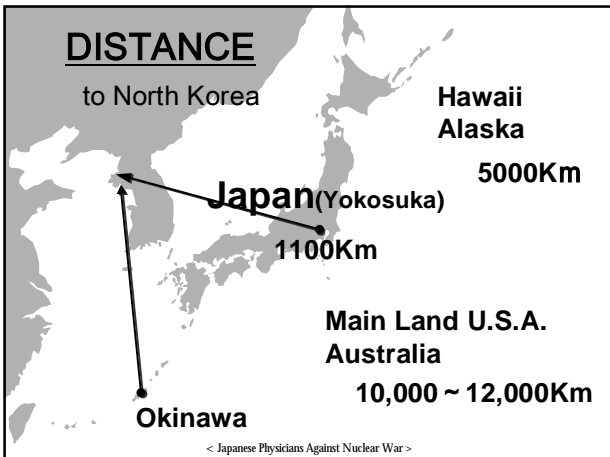 DISTANCE
to North Korea
Hawaii
Alaska
5000Km
Japan(Yokosuka)
1100Km
Main Land U.S.A.
Australia
10,000 ~ 12,000Km
Okinawa
< Japanese Physicians Against Nuclear War >